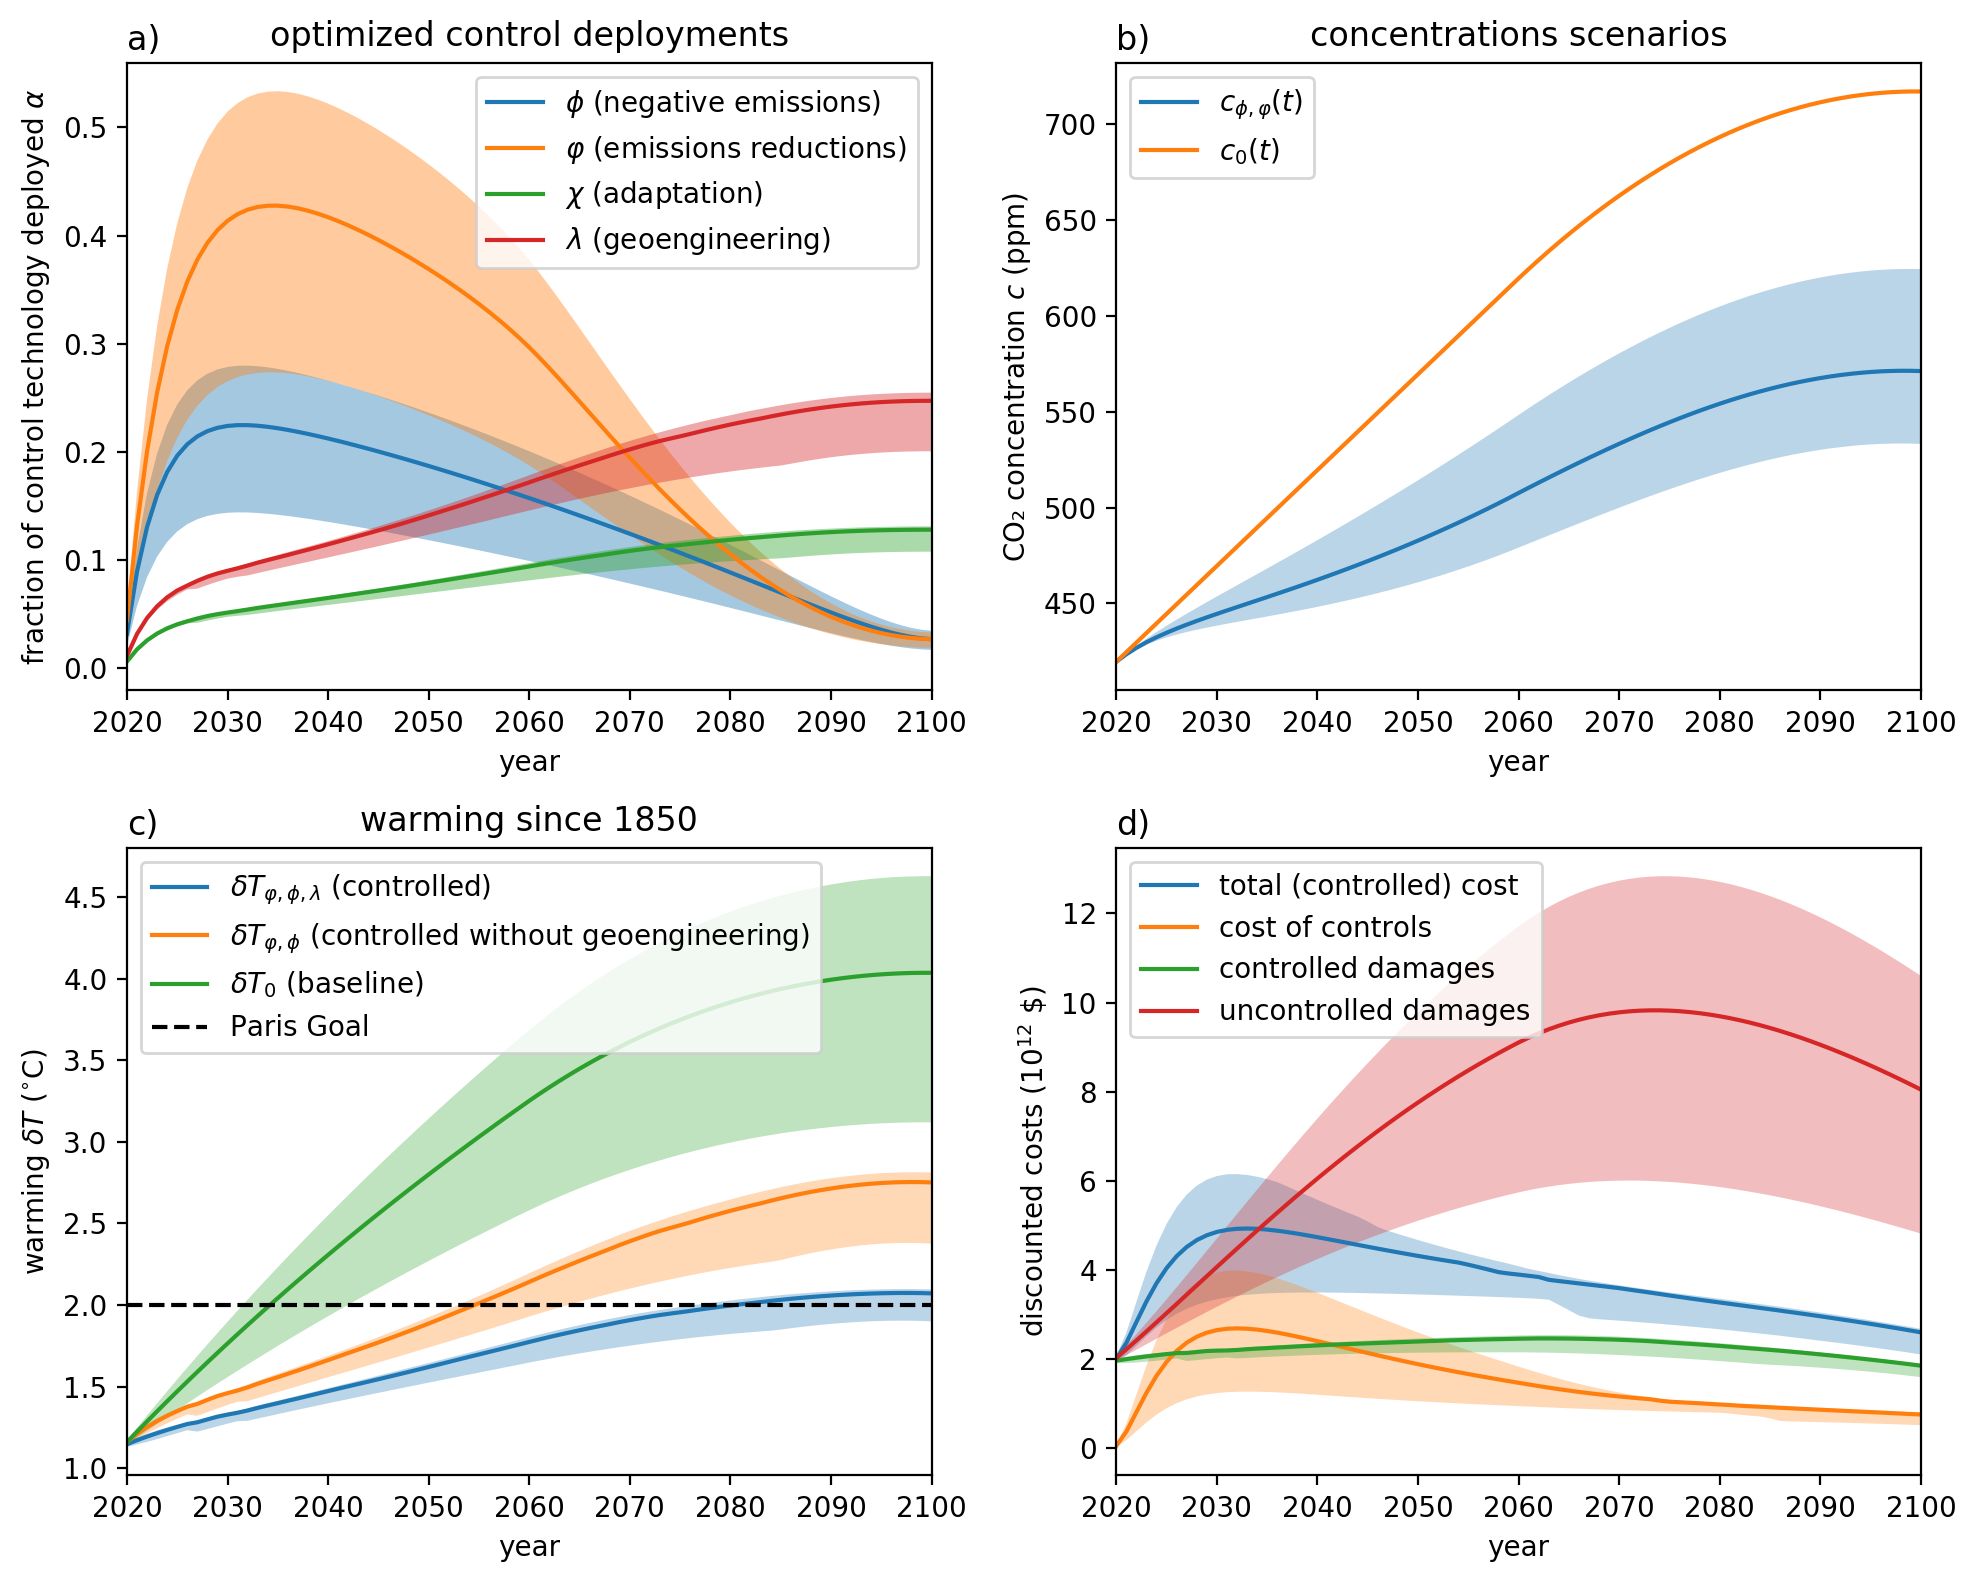 a)
optimized control deployments
fraction of control technology deployed α
0.5
0.4
0.3
0.2
0.1
0.0
ϕ (negative emissions)
φ (emissions reductions)
χ (adaptation)
λ (geoengineering)
2020 2030 2040 2050 2060 2070 2080 2090 2100
year
b)
concentrations scenarios
CO₂ concentration c (ppm)
700
650
600
550
500
450
c_{ϕ,φ}(t)
c₀(t)
2020 2030 2040 2050 2060 2070 2080 2090 2100
year
c)
warming since 1850
warming δT (°C)
4.5
4.0
3.5
3.0
2.5
2.0
1.5
1.0
δT_{φ,ϕ,λ} (controlled)
δT_{φ,ϕ} (controlled without geoengineering)
δT₀ (baseline)
Paris Goal
2020 2030 2040 2050 2060 2070 2080 2090 2100
year
d)
discounted costs (10¹² $)
12
10
8
6
4
2
0
total (controlled) cost
cost of controls
controlled damages
uncontrolled damages
2020 2030 2040 2050 2060 2070 2080 2090 2100
year